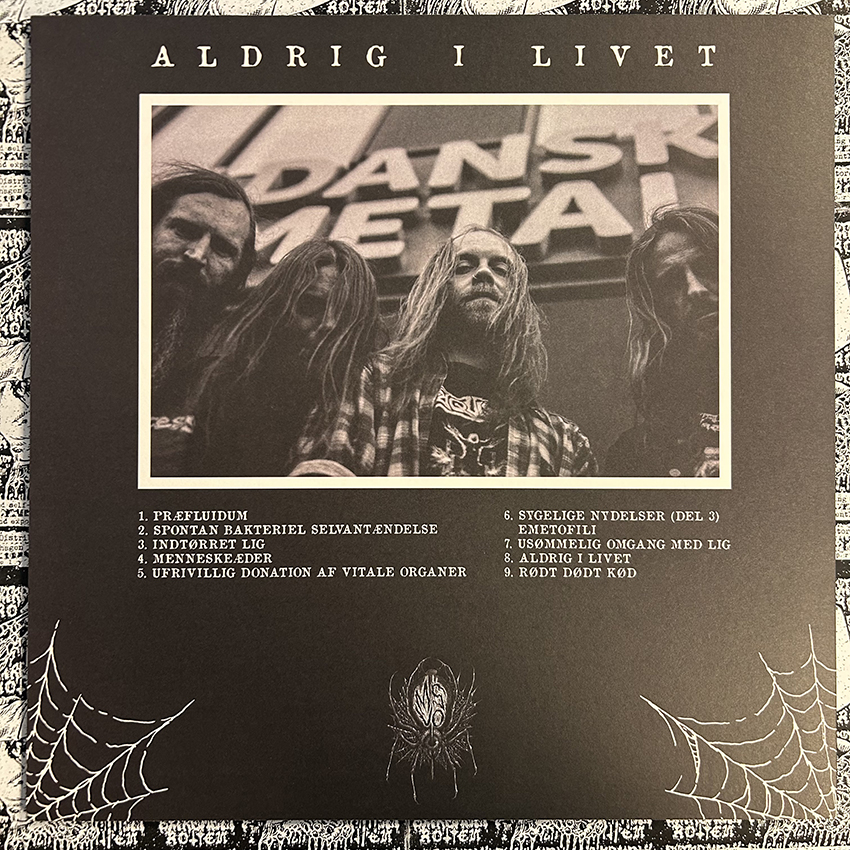 ALDRIG I LIVET
DANSK
METAL
1. PRÆFLUIDUM
2. SPONTAN BAKTERIEL SELVANTÆNDELSE
3. INDTØRRET LIG
4. MENNESKEÆDER
5. UFRIVILLIG DONATION AF VITALE ORGANER
6. SYGELIGE NYDELSER (DEL 3)
EMETOFILI
7. USØMMELIG OMGANG MED LIG
8. ALDRIG I LIVET
9. RØDT DØDT KØD